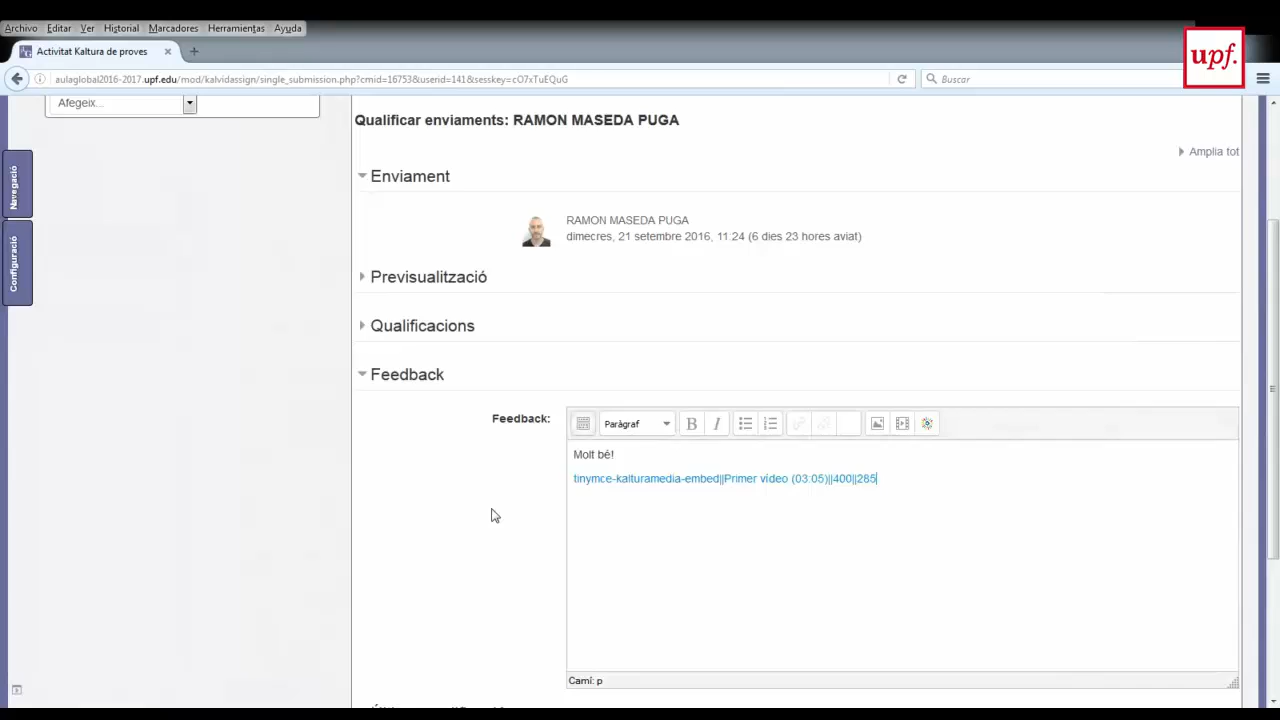 Archivo Editar Ver Historial Marcadores Herramientas Ayuda
Activitat Kaltura de proves
upf.
aulaglobal2016-2017.upf.edu/mod/kalvidassign/single_submission.php?cmid=16753&userid=141&sesskey=cO7xTuEQuG
Buscar
Afegeix...
Qualificar enviaments: RAMON MASEDA PUGA
Amplia tot
Navegació
Enviament
RAMON MASEDA PUGA
dimecres, 21 setembre 2016, 11:24 (6 dies 23 hores aviat)
Configuració
Previsualització
Qualificacions
Feedback
Feedback:
Paràgraf
B I
Molt bé!
tinymce-kalturamedia-embed||Primer vídeo (03:05)||400||285
Camí: p